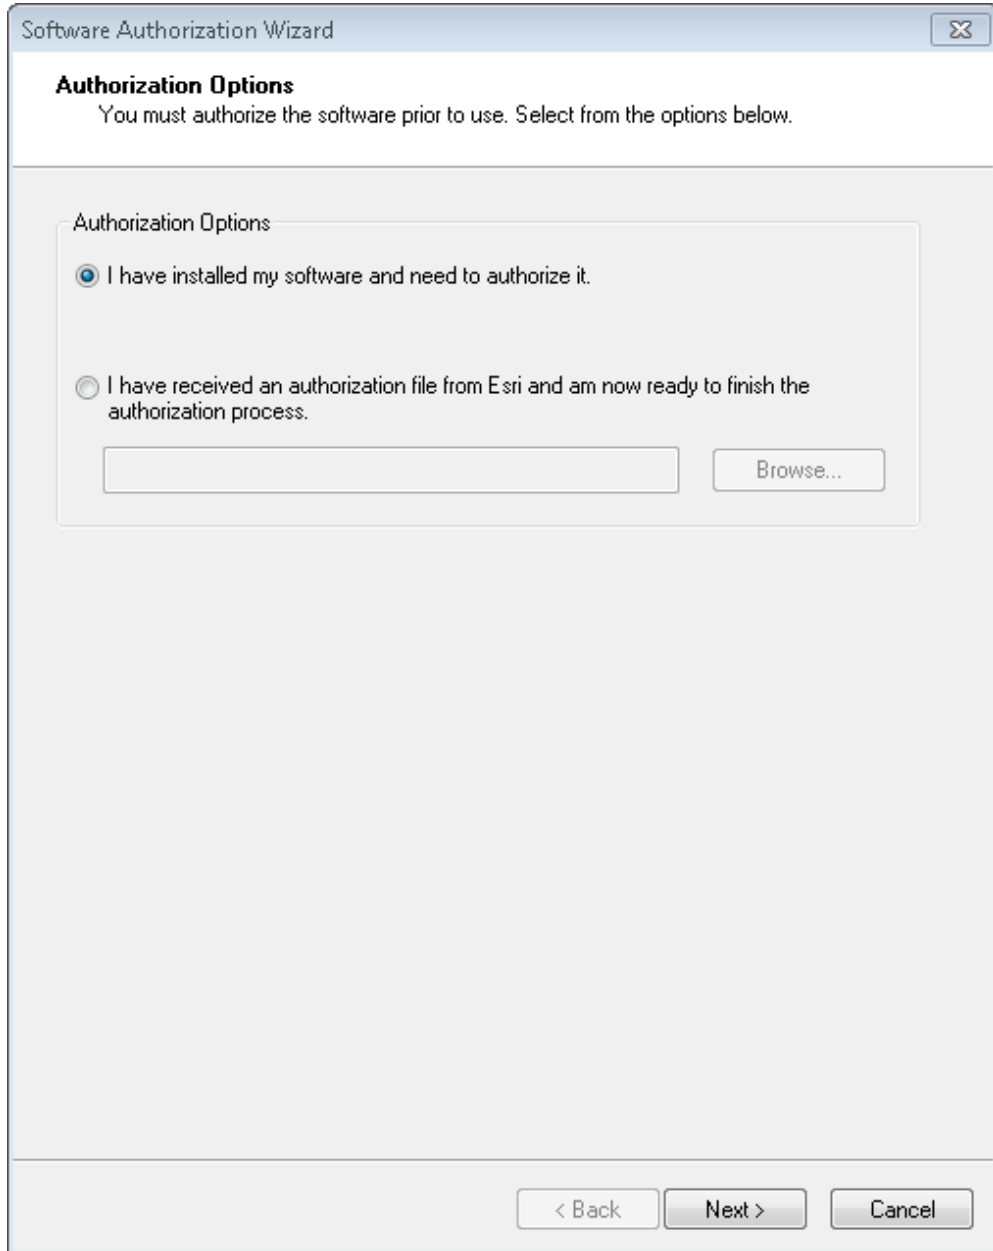 Software Authorization Wizard
Authorization Options
You must authorize the software prior to use. Select from the options below.
Authorization Options
I have installed my software and need to authorize it.
I have received an authorization file from Esri and am now ready to finish the
authorization process.
Browse...
< Back
Next >
Cancel